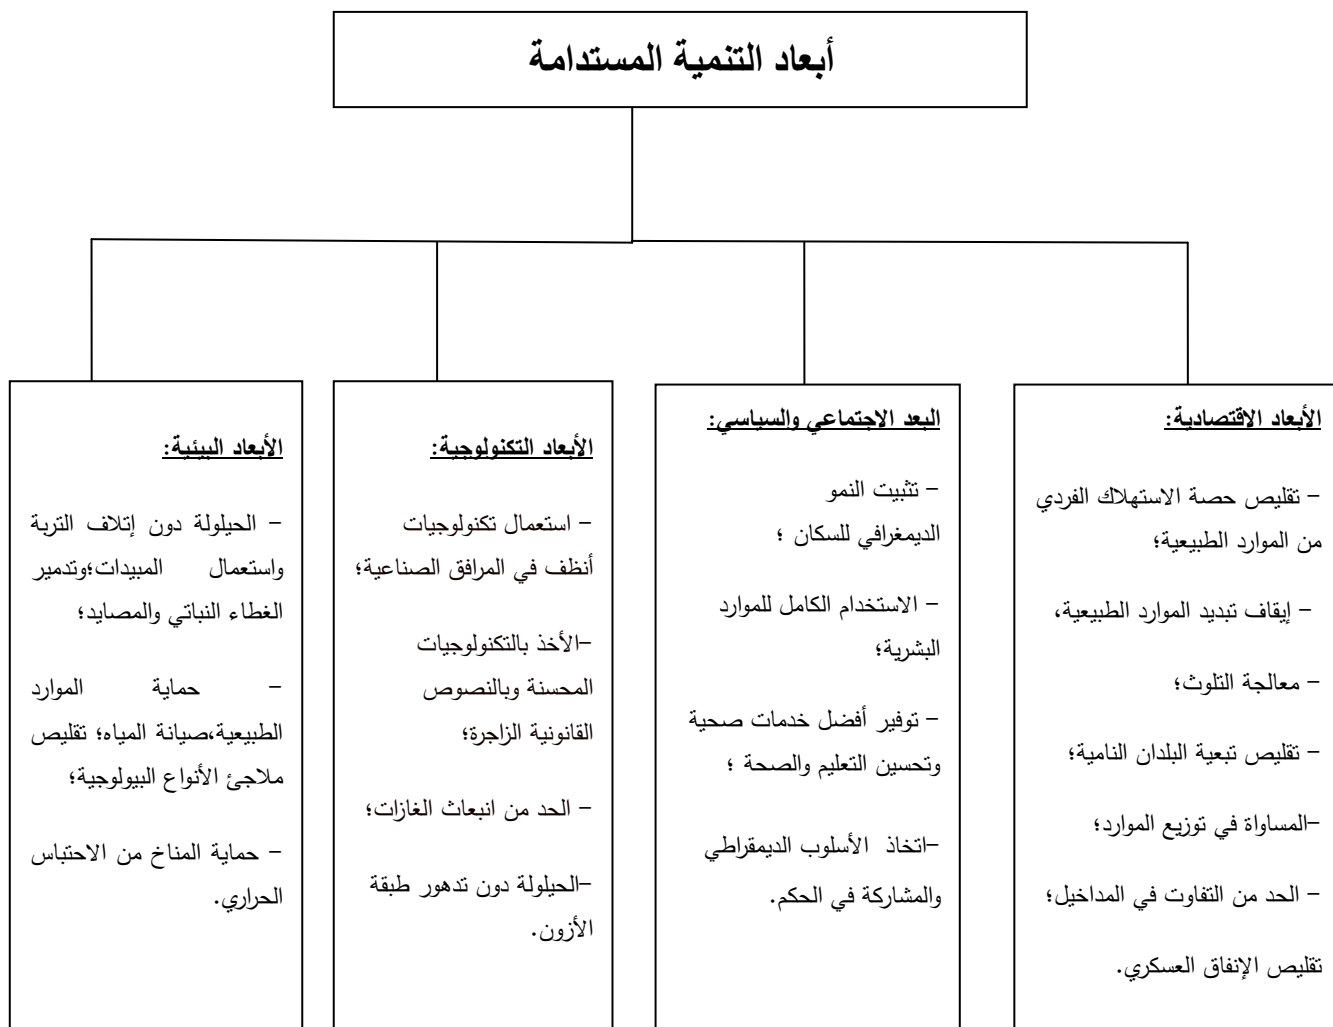 أبعاد التنمية المستدامة
الأبعاد الاقتصادية:
– تقليص حصة الاستهلاك الفردي
من الموارد الطبيعية؛
– إيقاف تبديد الموارد الطبيعية،
– معالجة التلوث؛
– تقليص تبعية البلدان النامية؛
–المساواة في توزيع الموارد؛
– الحد من التفاوت في المداخيل؛
تقليص الإنفاق العسكري.
البعد الاجتماعي والسياسي:
– تثبيت النمو
الديمغرافي للسكان ؛
– الاستخدام الكامل للموارد
البشرية؛
– توفير أفضل خدمات صحية
وتحسين التعليم والصحة ؛
–اتخاذ الأسلوب الديمقراطي
والمشاركة في الحكم.
الأبعاد التكنولوجية:
– استعمال تكنولوجيات
أنظف في المرافق الصناعية؛
–الأخذ بالتكنولوجيات
المحسنة وبالنصوص
القانونية الزاجرة؛
– الحد من انبعاث الغازات؛
–الحيلولة دون تدهور طبقة
الأزون.
الأبعاد البيئية:
– الحيلولة دون إتلاف التربة
واستعمال المبيدات؛وتدمير
الغطاء النباتي والمصايد؛
– حماية الموارد
الطبيعية،صيانة المياه؛ تقليص
ملاجئ الأنواع البيولوجية؛
– حماية المناخ من الاحتباس
الحراري.